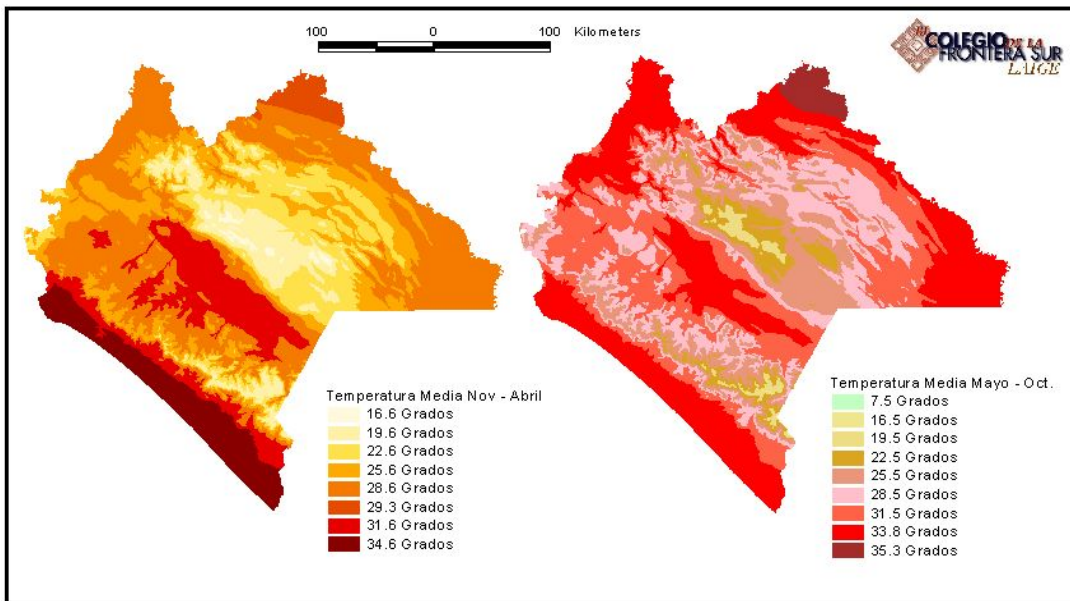 100 0 100 Kilometers
El
COLEGIO DE LA
FRONTERA SUR
LAIGE
Temperatura Media Nov - Abril
16.6 Grados
19.6 Grados
22.6 Grados
25.6 Grados
28.6 Grados
29.3 Grados
31.6 Grados
34.6 Grados
Temperatura Media Mayo - Oct.
7.5 Grados
16.5 Grados
19.5 Grados
22.5 Grados
25.5 Grados
28.5 Grados
31.5 Grados
33.8 Grados
35.3 Grados